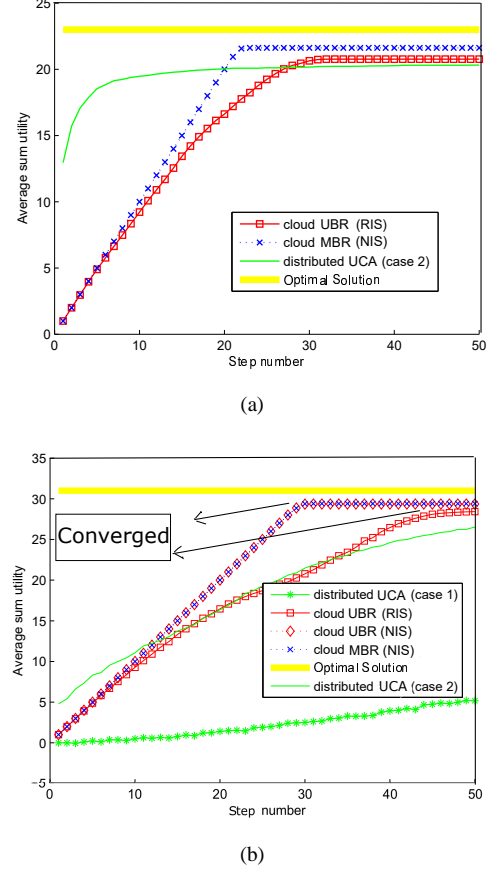 25
20
15
10
5
0
Average sum utility
cloud UBR (RIS)
cloud MBR (NIS)
distributed UCA (case 2)
Optimal Solution
0 10 20 30 40 50
Step number
(a)
35
30
25
20
15
10
5
0
−5
Average sum utility
Converged
distributed UCA (case 1)
cloud UBR (RIS)
cloud UBR (NIS)
cloud MBR (NIS)
Optimal Solution
distributed UCA (case 2)
0 10 20 30 40 50
Step number
(b)